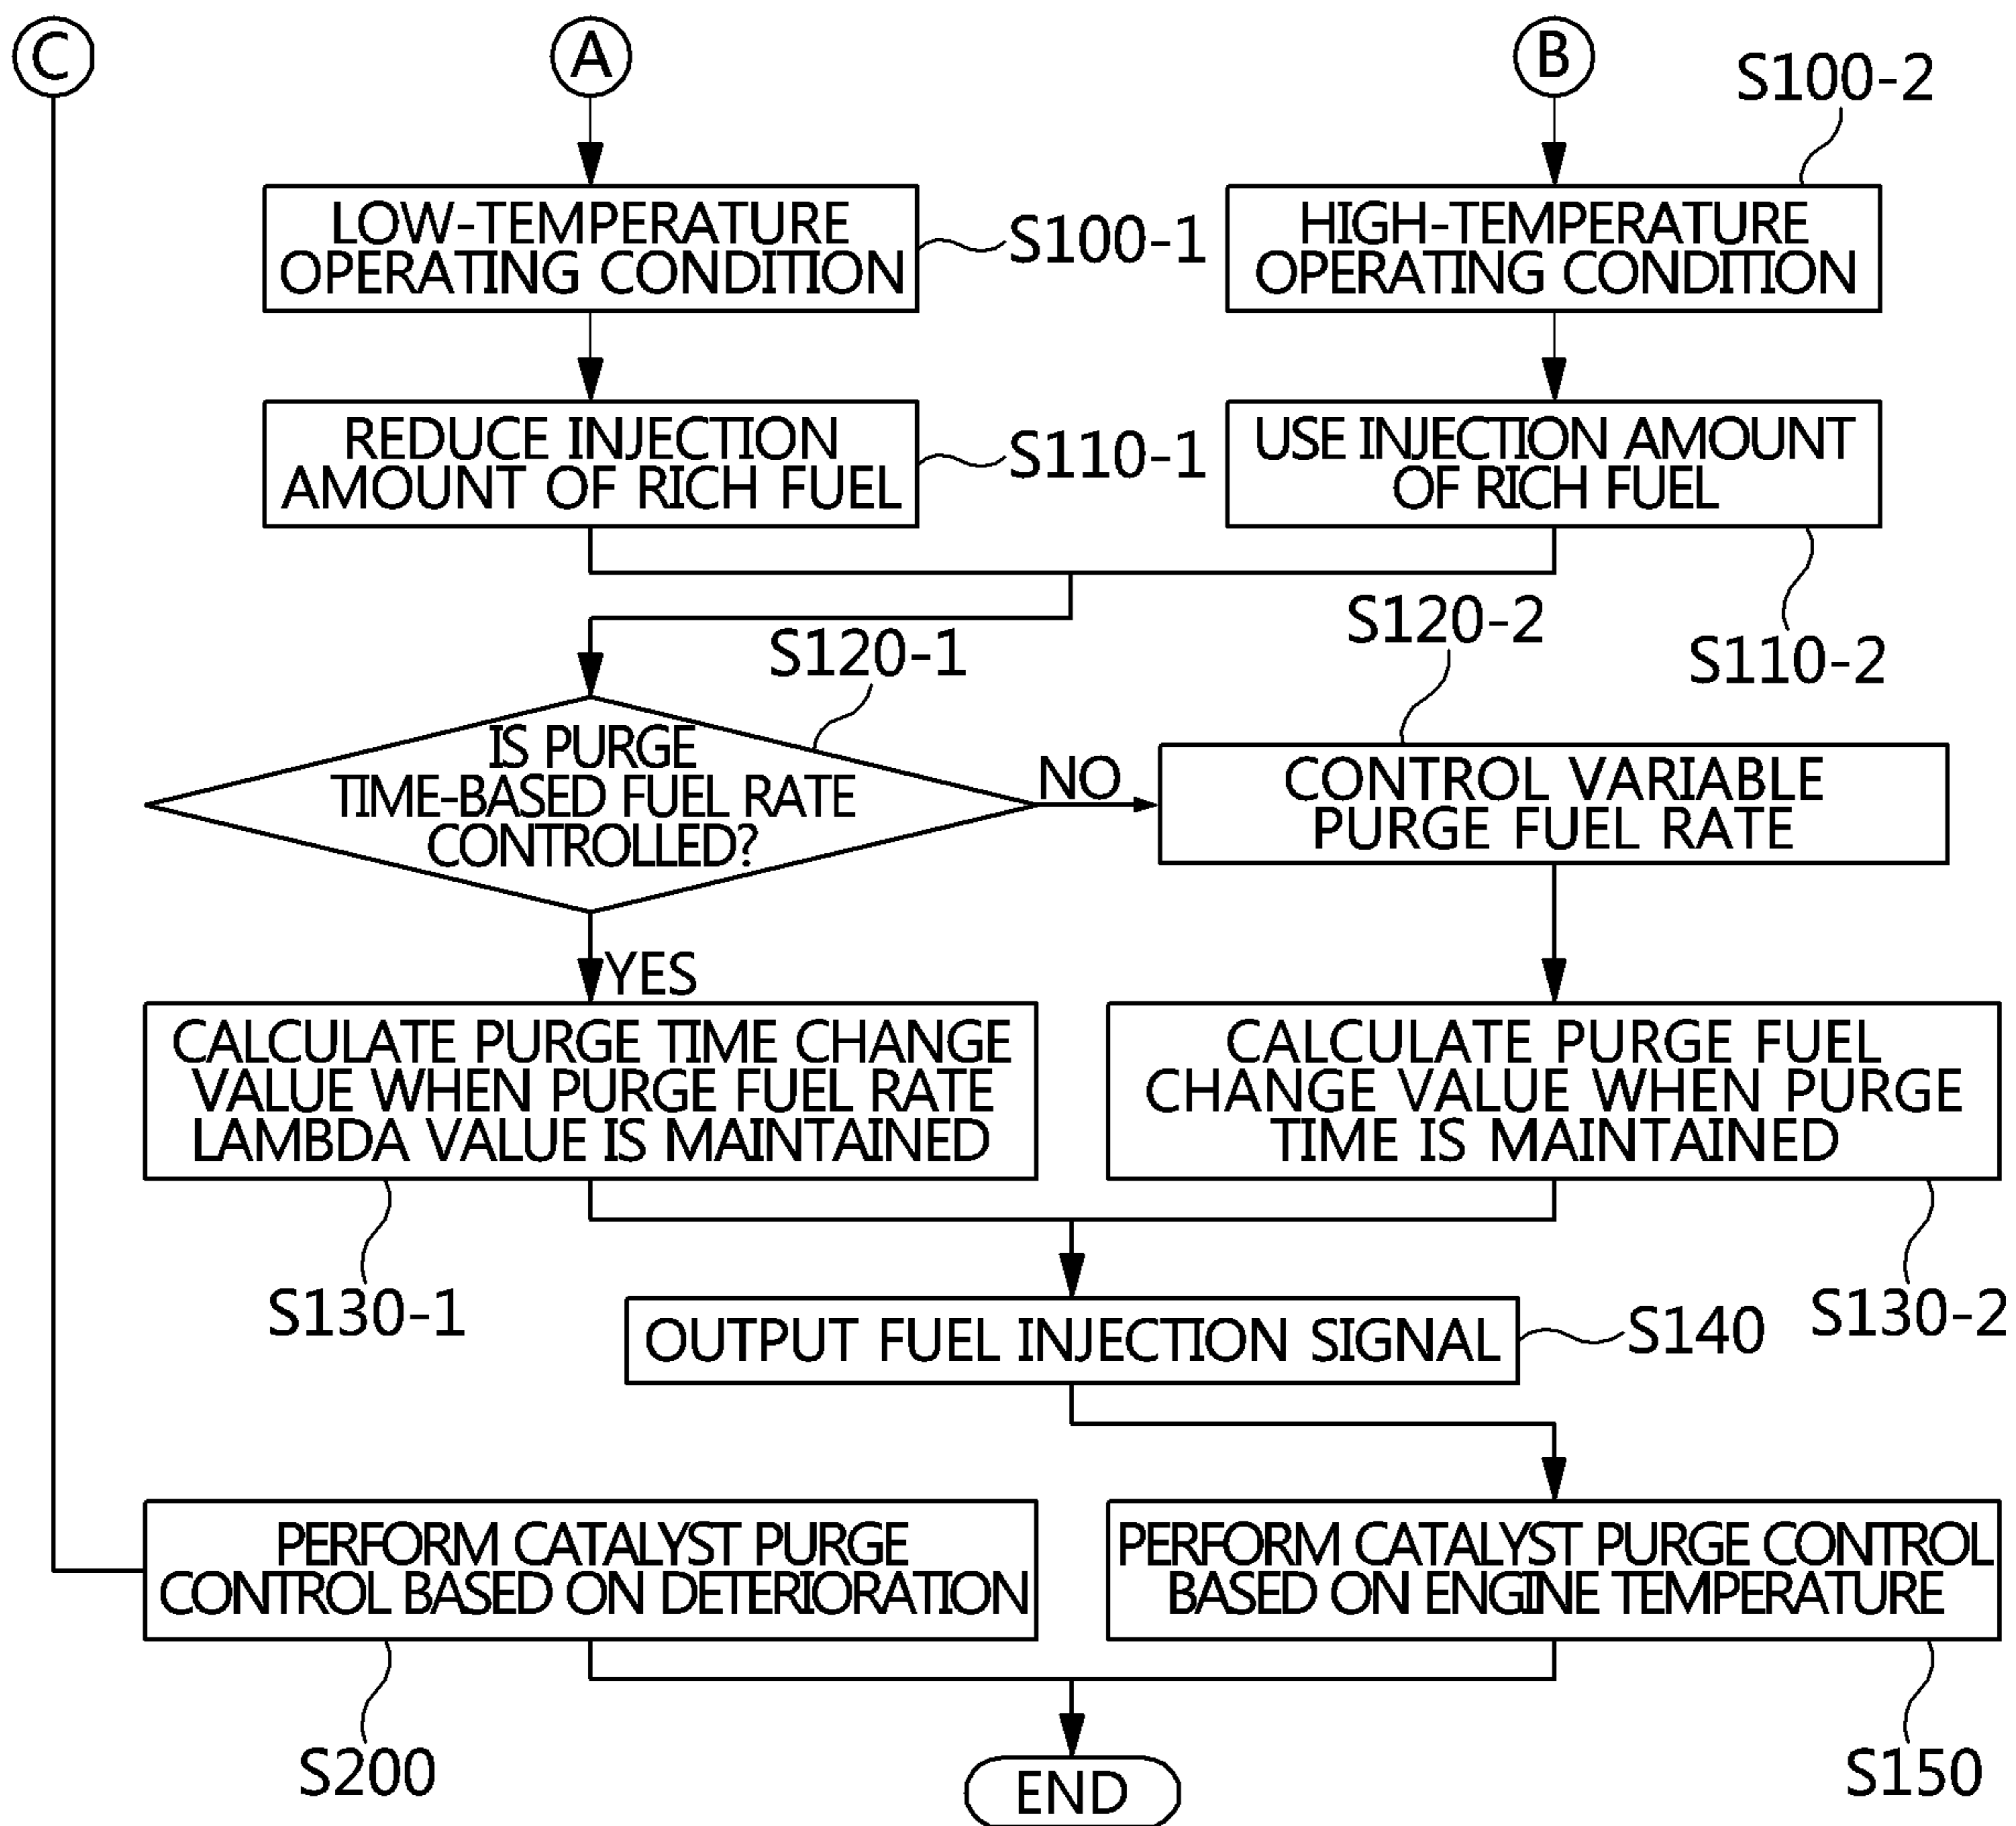 C
A
B
S100-2
LOW-TEMPERATURE
OPERATING CONDITION
S100-1
HIGH-TEMPERATURE
OPERATING CONDITION
REDUCE INJECTION
AMOUNT OF RICH FUEL
S110-1
USE INJECTION AMOUNT
OF RICH FUEL
S110-2
S120-1
S120-2
IS PURGE
TIME-BASED FUEL RATE
CONTROLLED?
NO
CONTROL VARIABLE
PURGE FUEL RATE
YES
CALCULATE PURGE TIME CHANGE
VALUE WHEN PURGE FUEL RATE
LAMBDA VALUE IS MAINTAINED
CALCULATE PURGE FUEL
CHANGE VALUE WHEN PURGE
TIME IS MAINTAINED
S130-1
S130-2
OUTPUT FUEL INJECTION SIGNAL
S140
PERFORM CATALYST PURGE
CONTROL BASED ON DETERIORATION
PERFORM CATALYST PURGE CONTROL
BASED ON ENGINE TEMPERATURE
S200
S150
END